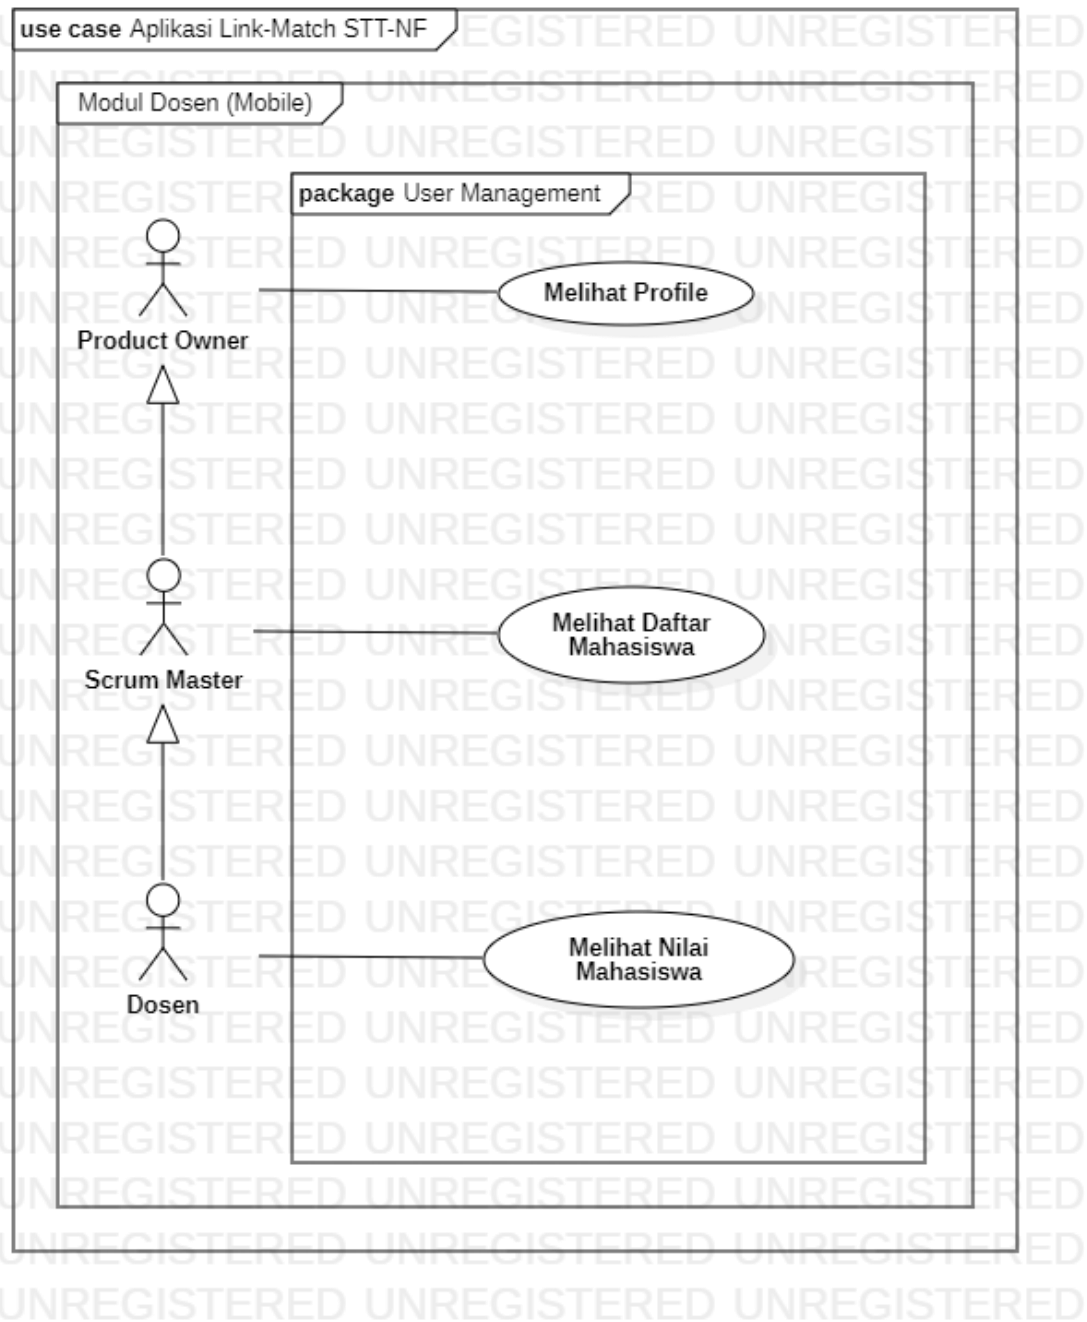 use case Aplikasi Link-Match STT-NF
Modul Dosen (Mobile)
package User Management
Melihat Profile
Product Owner
Melihat Daftar
Mahasiswa
Scrum Master
Melihat Nilai
Mahasiswa
Dosen
UNREGISTERED UNREGISTERED UNREGISTERED